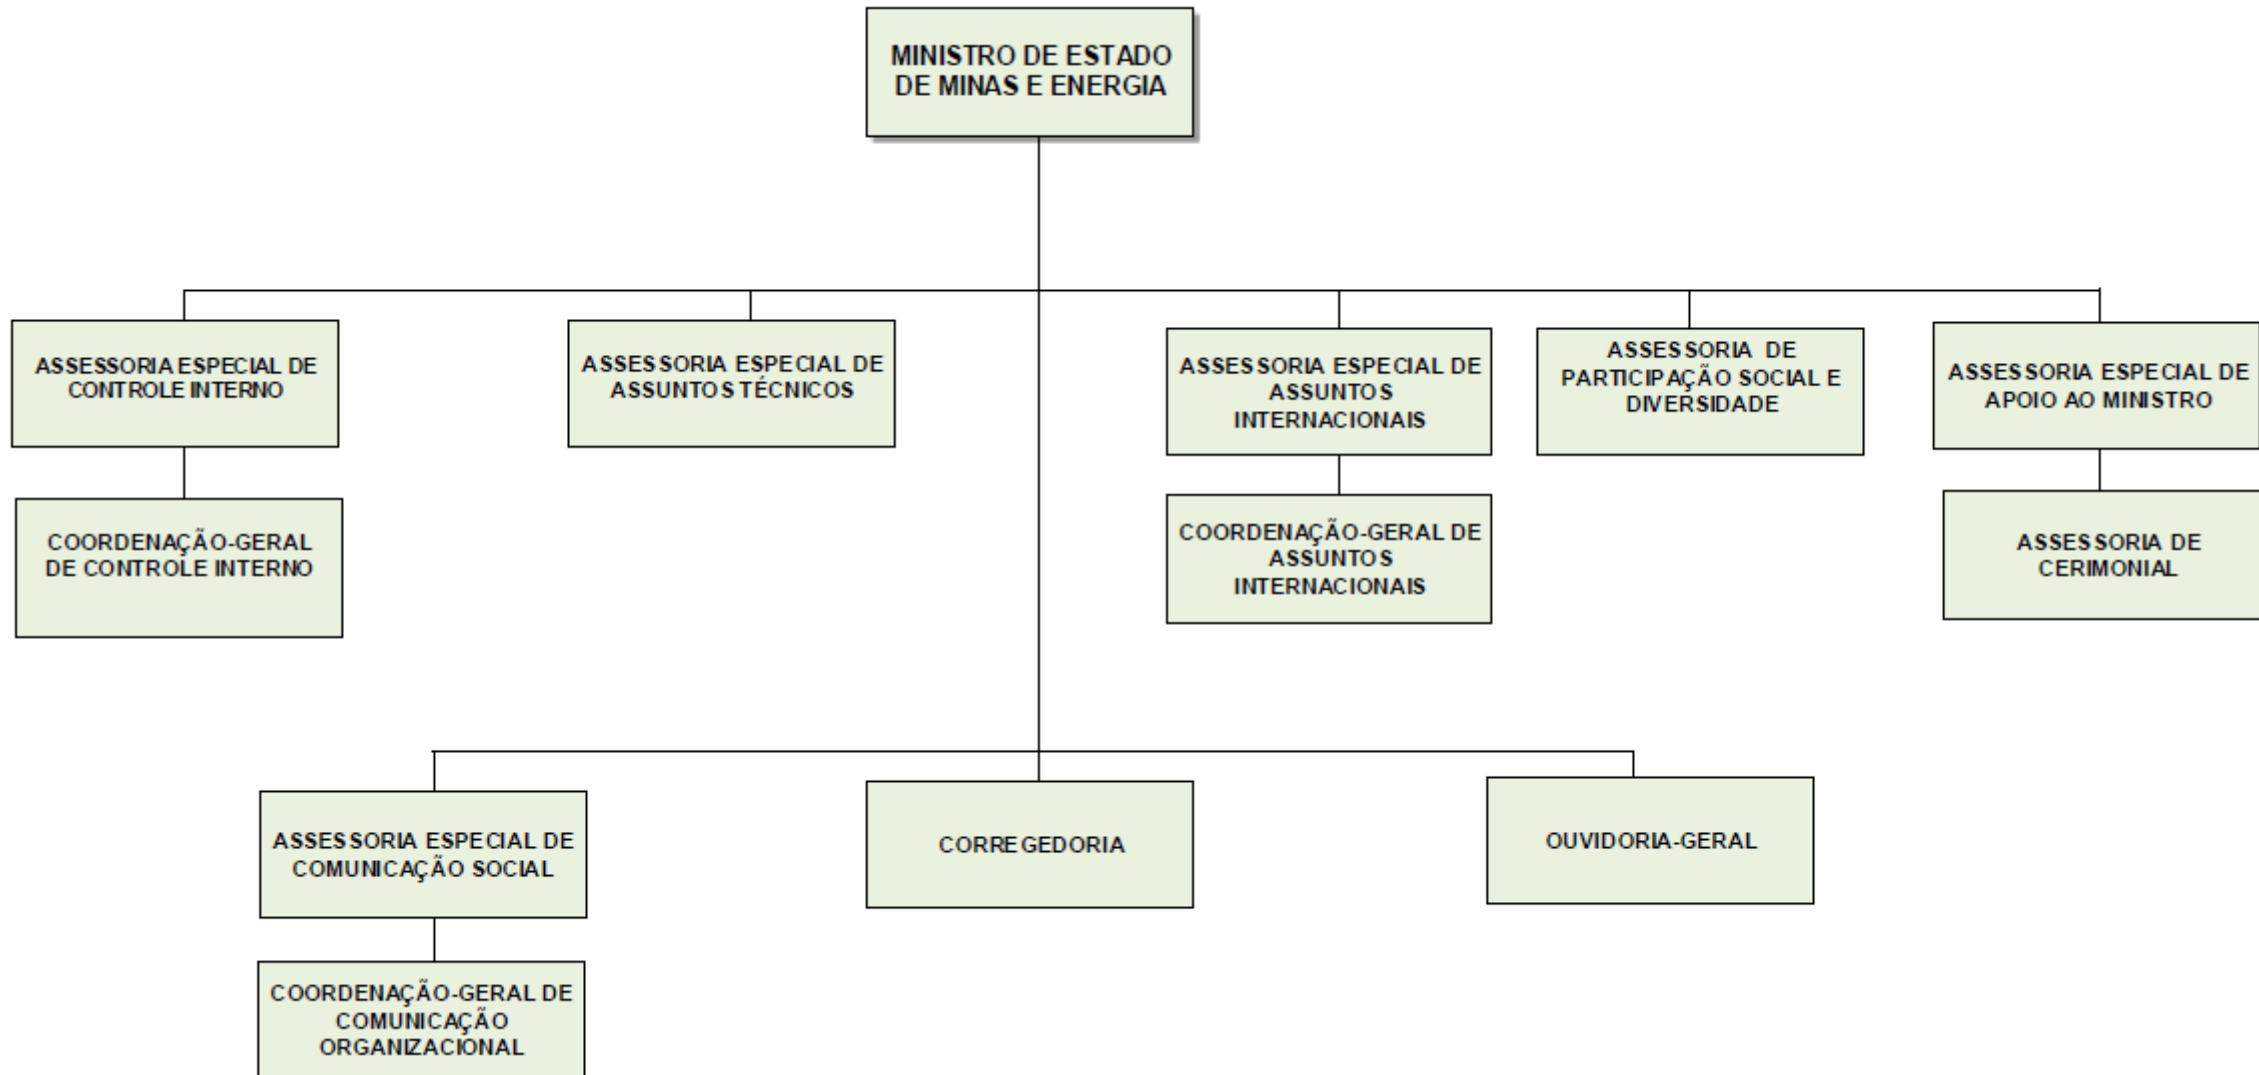 MINISTRO DE ESTADO
DE MINAS E ENERGIA
ASSESSORIA ESPECIAL DE
CONTROLE INTERNO
ASSESSORIA ESPECIAL DE
ASSUNTOS TÉCNICOS
ASSESSORIA ESPECIAL DE
ASSUNTOS
INTERNACIONAIS
ASSESSORIA DE
PARTICIPAÇÃO SOCIAL E
DIVERSIDADE
ASSESSORIA ESPECIAL DE
APOIO AO MINISTRO
COORDENAÇÃO-GERAL
DE CONTROLE INTERNO
COORDENAÇÃO-GERAL DE
ASSUNTOS
INTERNACIONAIS
ASSESSORIA DE
CERIMONIAL
ASSESSORIA ESPECIAL DE
COMUNICAÇÃO SOCIAL
CORREGEDORIA
OUVIDORIA-GERAL
COORDENAÇÃO-GERAL DE
COMUNICAÇÃO
ORGANIZACIONAL